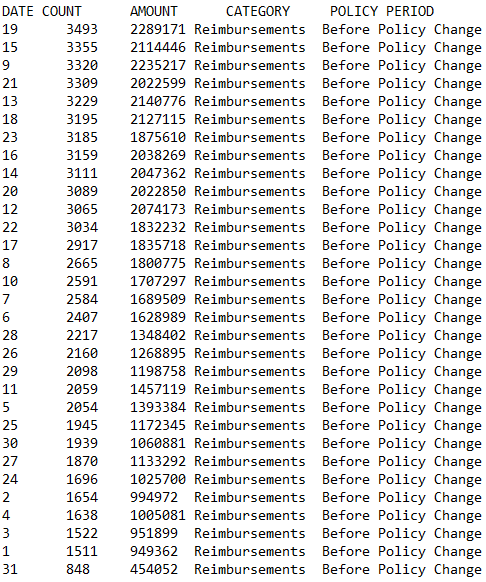 DATE COUNT AMOUNT CATEGORY POLICY PERIOD
19 3493 2289171 Reimbursements Before Policy Change
15 3355 2114446 Reimbursements Before Policy Change
9 3320 2235217 Reimbursements Before Policy Change
21 3309 2022599 Reimbursements Before Policy Change
13 3229 2140776 Reimbursements Before Policy Change
18 3195 2127115 Reimbursements Before Policy Change
23 3185 1875610 Reimbursements Before Policy Change
16 3159 2038269 Reimbursements Before Policy Change
14 3111 2047362 Reimbursements Before Policy Change
20 3089 2022850 Reimbursements Before Policy Change
12 3065 2074173 Reimbursements Before Policy Change
22 3034 1832232 Reimbursements Before Policy Change
17 2917 1835718 Reimbursements Before Policy Change
8 2665 1800775 Reimbursements Before Policy Change
10 2591 1707297 Reimbursements Before Policy Change
7 2584 1689509 Reimbursements Before Policy Change
6 2407 1628989 Reimbursements Before Policy Change
28 2217 1348402 Reimbursements Before Policy Change
26 2160 1268895 Reimbursements Before Policy Change
29 2098 1198758 Reimbursements Before Policy Change
11 2059 1457119 Reimbursements Before Policy Change
5 2054 1393384 Reimbursements Before Policy Change
25 1945 1172345 Reimbursements Before Policy Change
30 1939 1060881 Reimbursements Before Policy Change
27 1870 1133292 Reimbursements Before Policy Change
24 1696 1025700 Reimbursements Before Policy Change
2 1654 994972 Reimbursements Before Policy Change
4 1638 1005081 Reimbursements Before Policy Change
3 1522 951899 Reimbursements Before Policy Change
1 1511 949362 Reimbursements Before Policy Change
31 848 454052 Reimbursements Before Policy Change